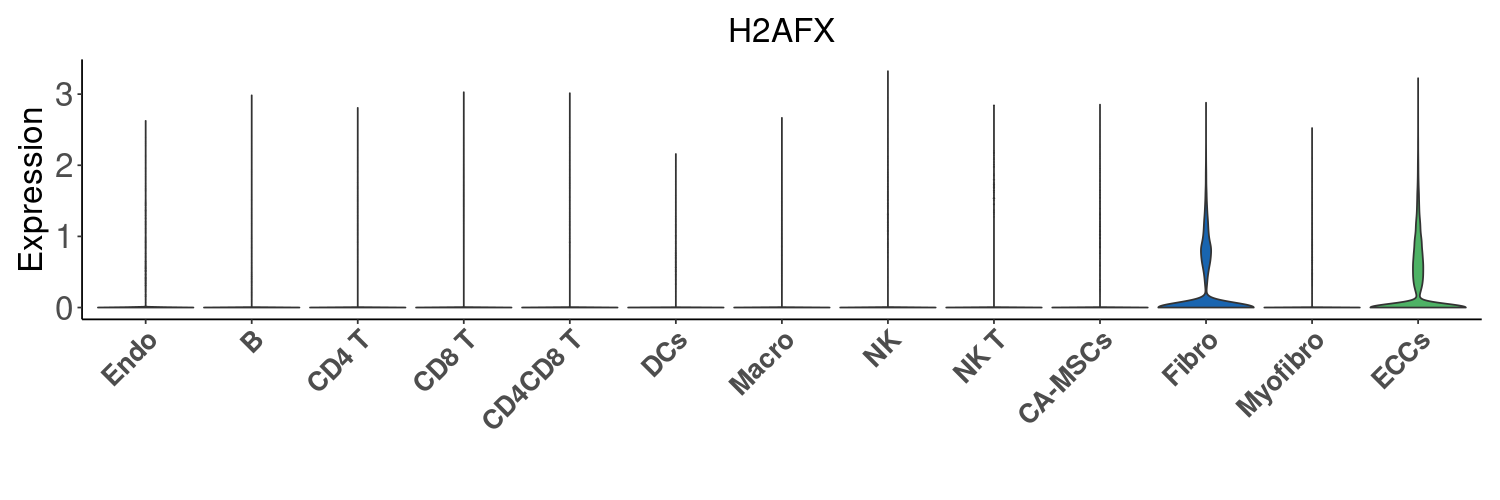 H2AFX
Expression
3
2
1
0
Endo
B
CD4 T
CD8 T
CD4CD8 T
DCs
Macro
NK
NK T
CA-MSCs
Fibro
Myofibro
ECCs